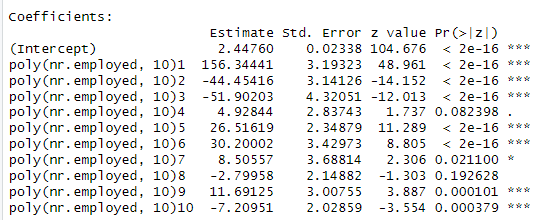 Coefficients:
Estimate Std. Error z value Pr(>|z|)
(Intercept) 2.44760 0.02338 104.676 < 2e-16 ***
poly(nr.employed, 10)1 156.34441 3.19323 48.961 < 2e-16 ***
poly(nr.employed, 10)2 -44.45416 3.14126 -14.152 < 2e-16 ***
poly(nr.employed, 10)3 -51.90203 4.32051 -12.013 < 2e-16 ***
poly(nr.employed, 10)4 4.92844 2.83743 1.737 0.082398 .
poly(nr.employed, 10)5 26.51619 2.34879 11.289 < 2e-16 ***
poly(nr.employed, 10)6 30.20002 3.42973 8.805 < 2e-16 ***
poly(nr.employed, 10)7 8.50557 3.68814 2.306 0.021100 *
poly(nr.employed, 10)8 -2.79958 2.14882 -1.303 0.192628
poly(nr.employed, 10)9 11.69125 3.00755 3.887 0.000101 ***
poly(nr.employed, 10)10 -7.20951 2.02859 -3.554 0.000379 ***